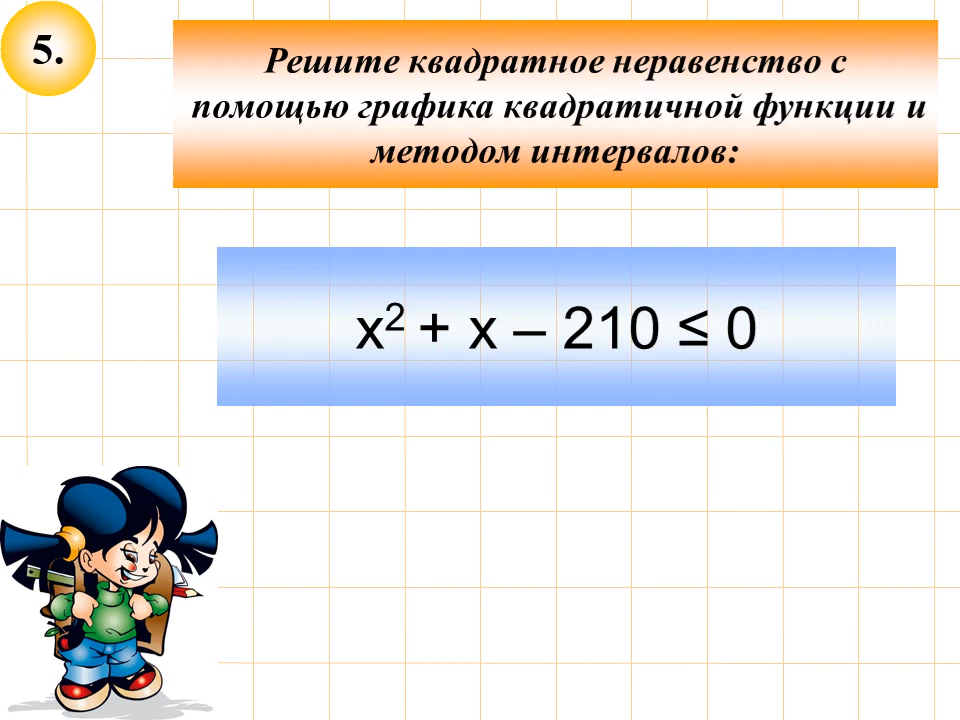 5.
Решите квадратное неравенство с
помощью графика квадратичной функции и
методом интервалов:
x² + x – 210 ≤ 0